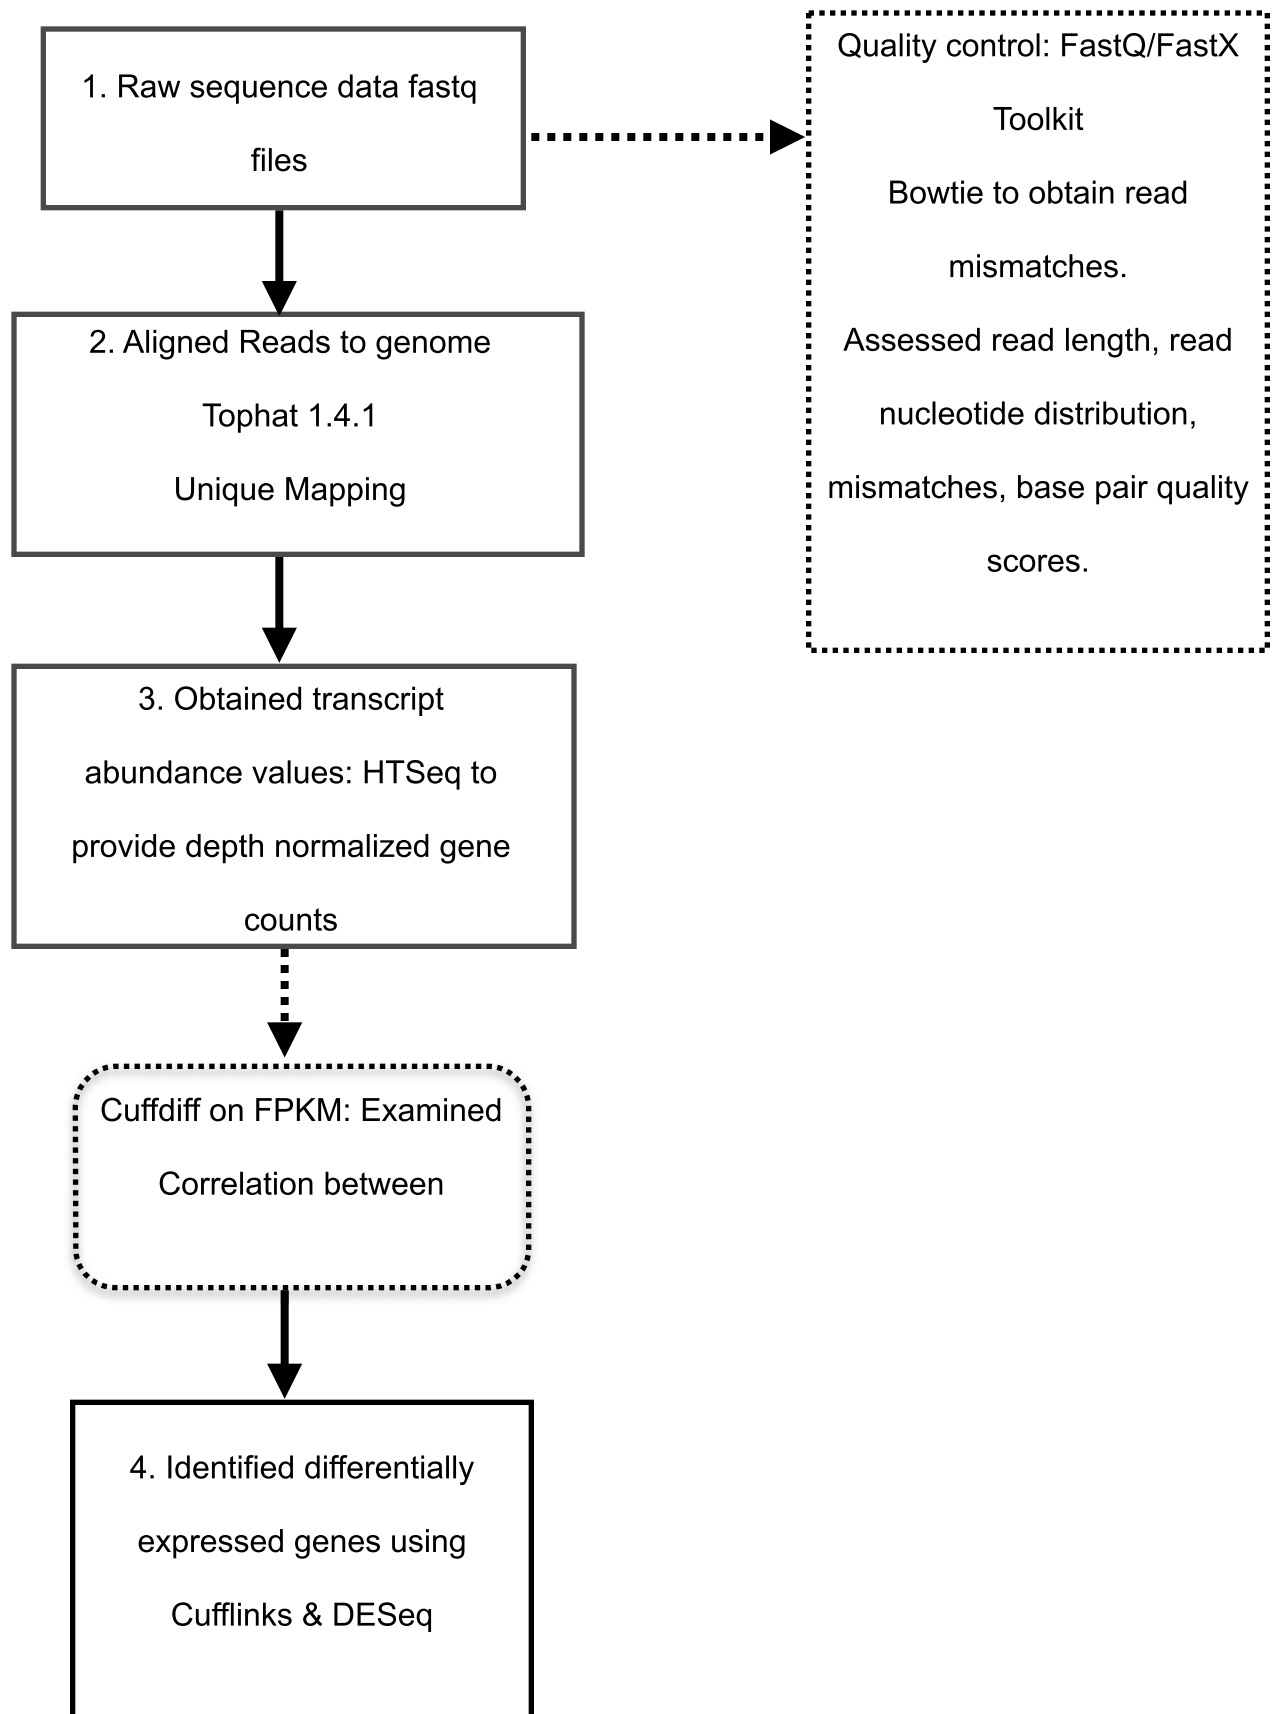 1. Raw sequence data fastq
files
Quality control: FastQ/FastX
Toolkit
Bowtie to obtain read
mismatches.
Assessed read length, read
nucleotide distribution,
mismatches, base pair quality
scores.
2. Aligned Reads to genome
Tophat 1.4.1
Unique Mapping
3. Obtained transcript
abundance values: HTSeq to
provide depth normalized gene
counts
Cuffdiff on FPKM: Examined
Correlation between
4. Identified differentially
expressed genes using
Cufflinks & DESeq